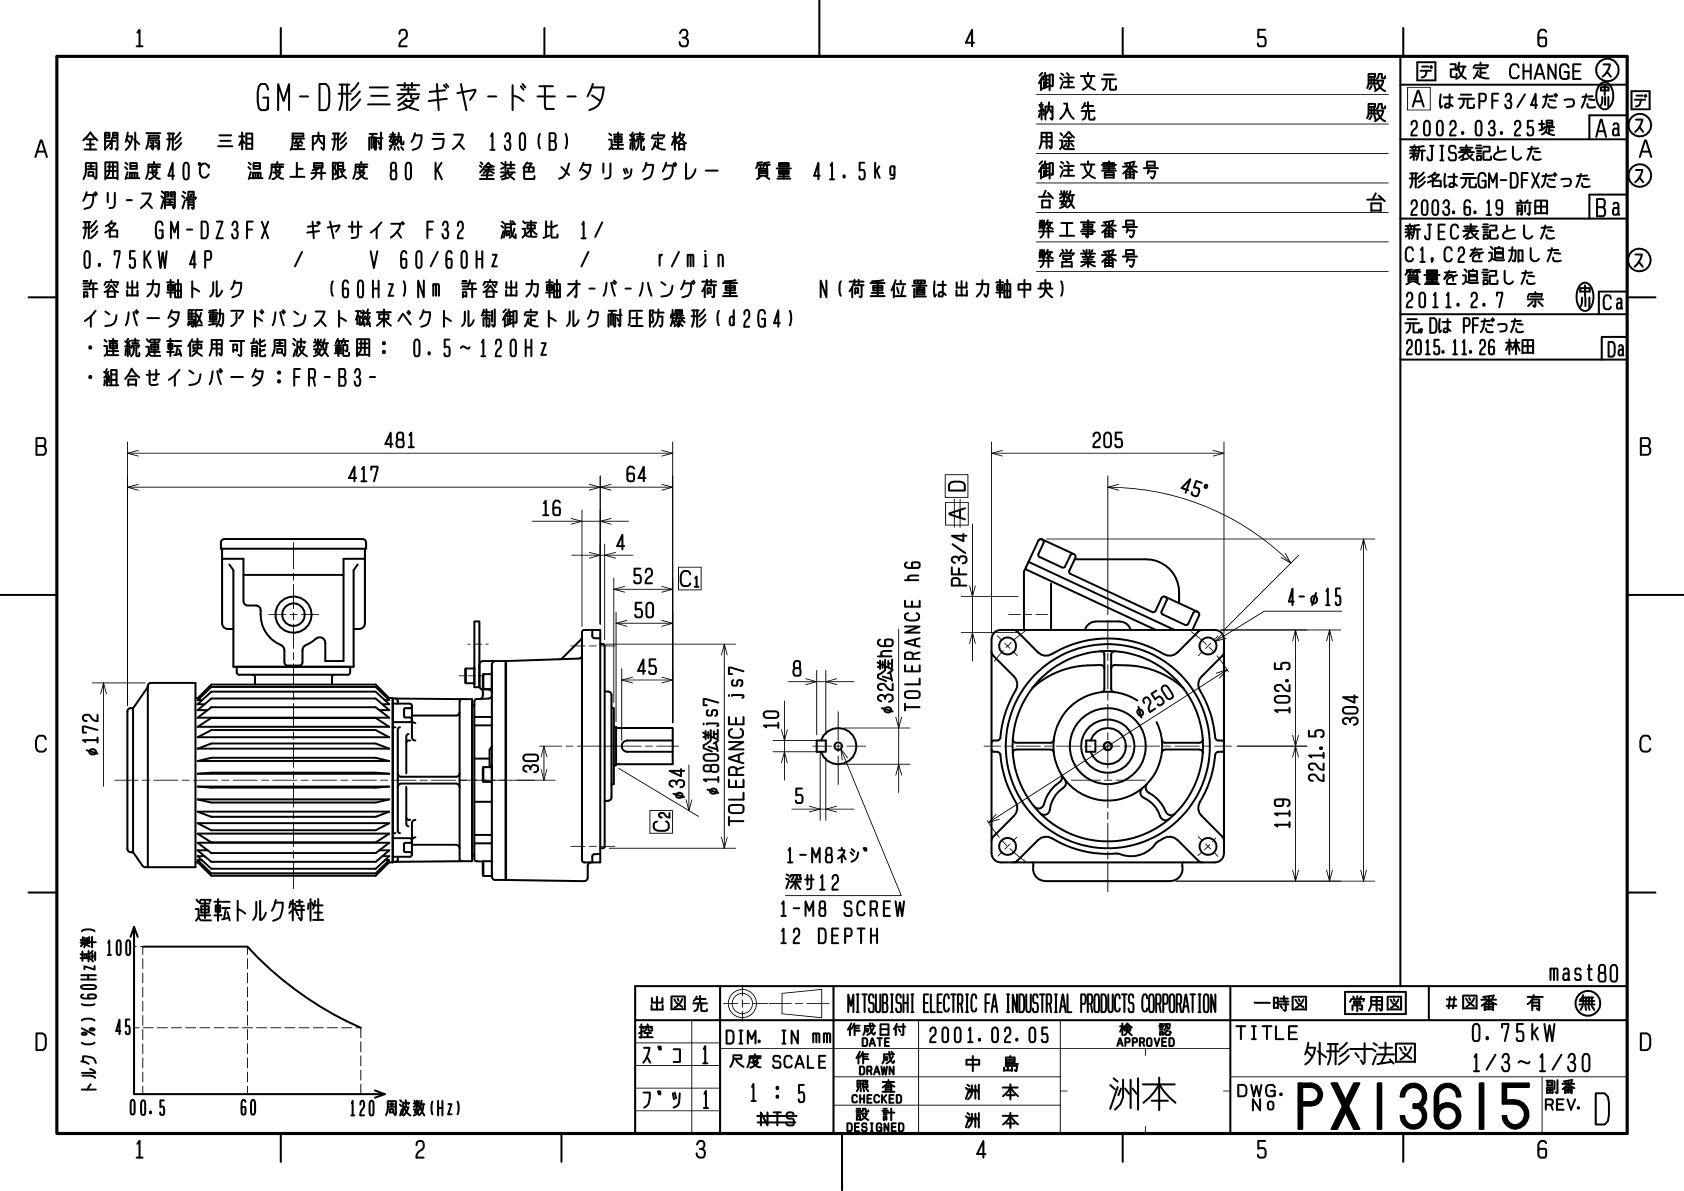 1 2 3 4 5 6
GM-D形三菱ギヤードモータ
全閉外扇形 三相 屋内形 耐熱クラス 130(B) 連続定格
周囲温度40℃ 温度上昇限度 80 K 塗装色 メタリックグレー 質量 41.5kg
グリース潤滑
形名 GM-DZ3FX ギヤサイズ F32 減速比 1/
0.75KW 4P / V 60/60Hz / r/min
許容出力軸トルク (60Hz)Nm 許容出力軸オーバーハング荷重 N(荷重位置は出力軸中央)
インバータ駆動アドバンスト磁束ベクトル制御定トルク耐圧防爆形(d2G4)
・連続運転使用可能周波数範囲: 0.5~120Hz
・組合せインバータ:FR-B3-
御注文元 殿
納入先 殿
用途
御注文書番号
台数 台
弊工事番号
弊営業番号
デ 改定 CHANGE ス
A は元PF3/4だった
2002.03.25堤 Aa
新JIS表記とした
形名は元GM-DFXだった
2003.6.19 前田 Ba
新JEC表記とした
C1,C2を追加した
質量を追記した
2011.2.7 宗 Ca
元,Dは PFだった
2015.11.26 林田 Da
デ
ス
A
ス
ス
A
B
C
D
B
C
D
481
417 64
16
4
52 C1
50
45
φ172
30
φ34
C2
φ180公差js7
TOLERANCE js7
8
10
5
φ32公差h6
TOLERANCE h6
1-M8ネジ
深サ12
1-M8 SCREW
12 DEPTH
205
45°
PF3/4 A D
4-φ15
φ250
102.5
119
221.5
304
運転トルク特性
トルク(%)(60Hz基準)
100
45
0 0.5 60 120 周波数(Hz)
mast80
出図先
控
ズコ 1
ブツ 1
DIM. IN mm
尺度 SCALE
1 : 5
NTS
MITSUBISHI ELECTRIC FA INDUSTRIAL PRODUCTS CORPORATION
作成日付 DATE 2001.02.05
検 認 APPROVED
作 成 DRAWN 中 島
照 査 CHECKED 洲 本
設 計 DESIGNED 洲 本
洲本
一時図 常用図 #図番 有 無
TITLE 外形寸法図
0.75kW
1/3~1/30
DWG. No PX13615
副番 REV. D
1 2 3 4 5 6